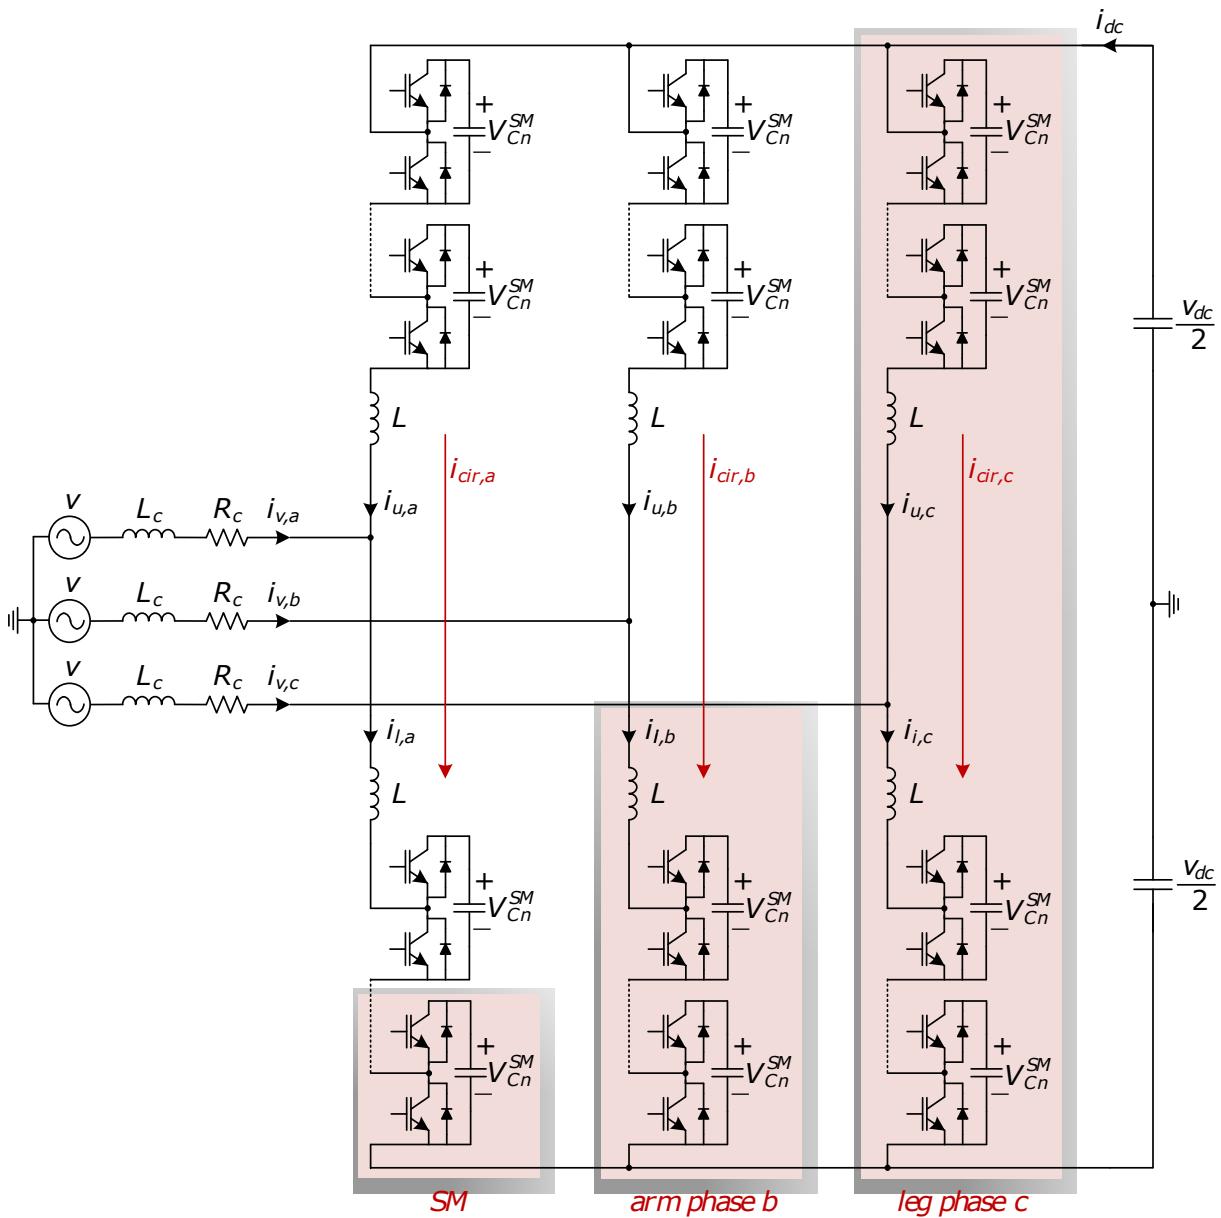 i_dc
+ V_Cn^SM −
+ V_Cn^SM −
+ V_Cn^SM −
+ V_Cn^SM −
+ V_Cn^SM −
+ V_Cn^SM −
v_dc/2
L
L
L
i_cir,a
i_cir,b
i_cir,c
v L_c R_c i_v,a i_u,a
i_u,b
i_u,c
v L_c R_c i_v,b
v L_c R_c i_v,c
i_l,a
i_l,b
i_i,c
L
L
L
v_dc/2
+ V_Cn^SM −
+ V_Cn^SM −
+ V_Cn^SM −
+ V_Cn^SM −
+ V_Cn^SM −
+ V_Cn^SM −
SM
arm phase b
leg phase c